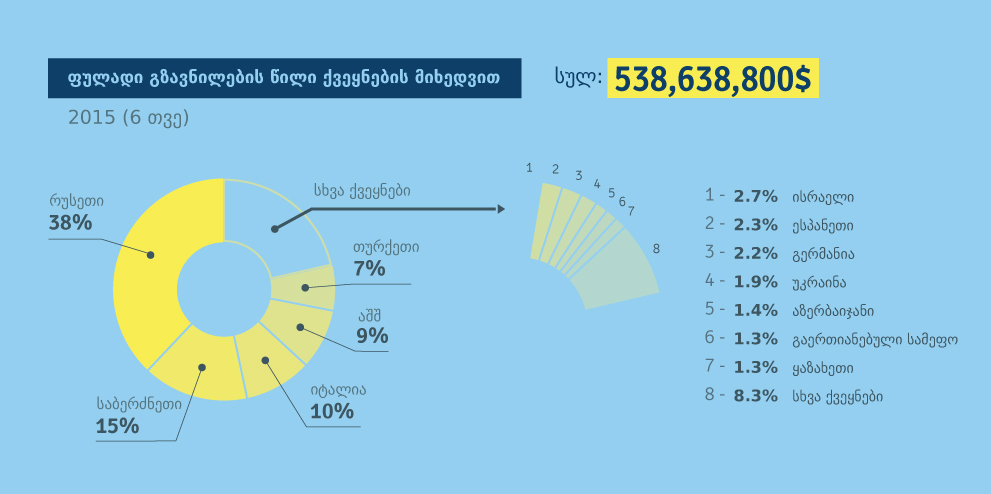 ფულადი გზავნილების წილი ქვეყნების მიხედვით
სულ: 538,638,800$
2015 (6 თვე)
რუსეთი
38%
სხვა ქვეყნები
თურქეთი
7%
აშშ
9%
იტალია
10%
საბერძნეთი
15%
1
2
3
4
5
6
7
8
1 - 2.7% ისრაელი
2 - 2.3% ესპანეთი
3 - 2.2% გერმანია
4 - 1.9% უკრაინა
5 - 1.4% აზერბაიჯანი
6 - 1.3% გაერთიანებული სამეფო
7 - 1.3% ყაზახეთი
8 - 8.3% სხვა ქვეყნები